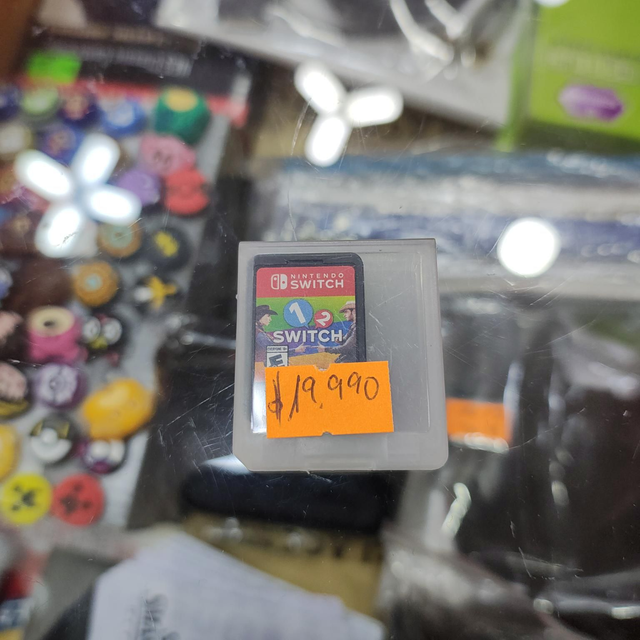 NINTENDO
SWITCH
1 2
SWITCH
E
$19.990